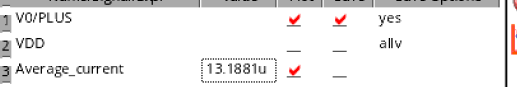 Name/Signal/Expr Value Plot Save Save Options
1 V0/PLUS yes
2 VDD allv
3 Average_current 13.1881u